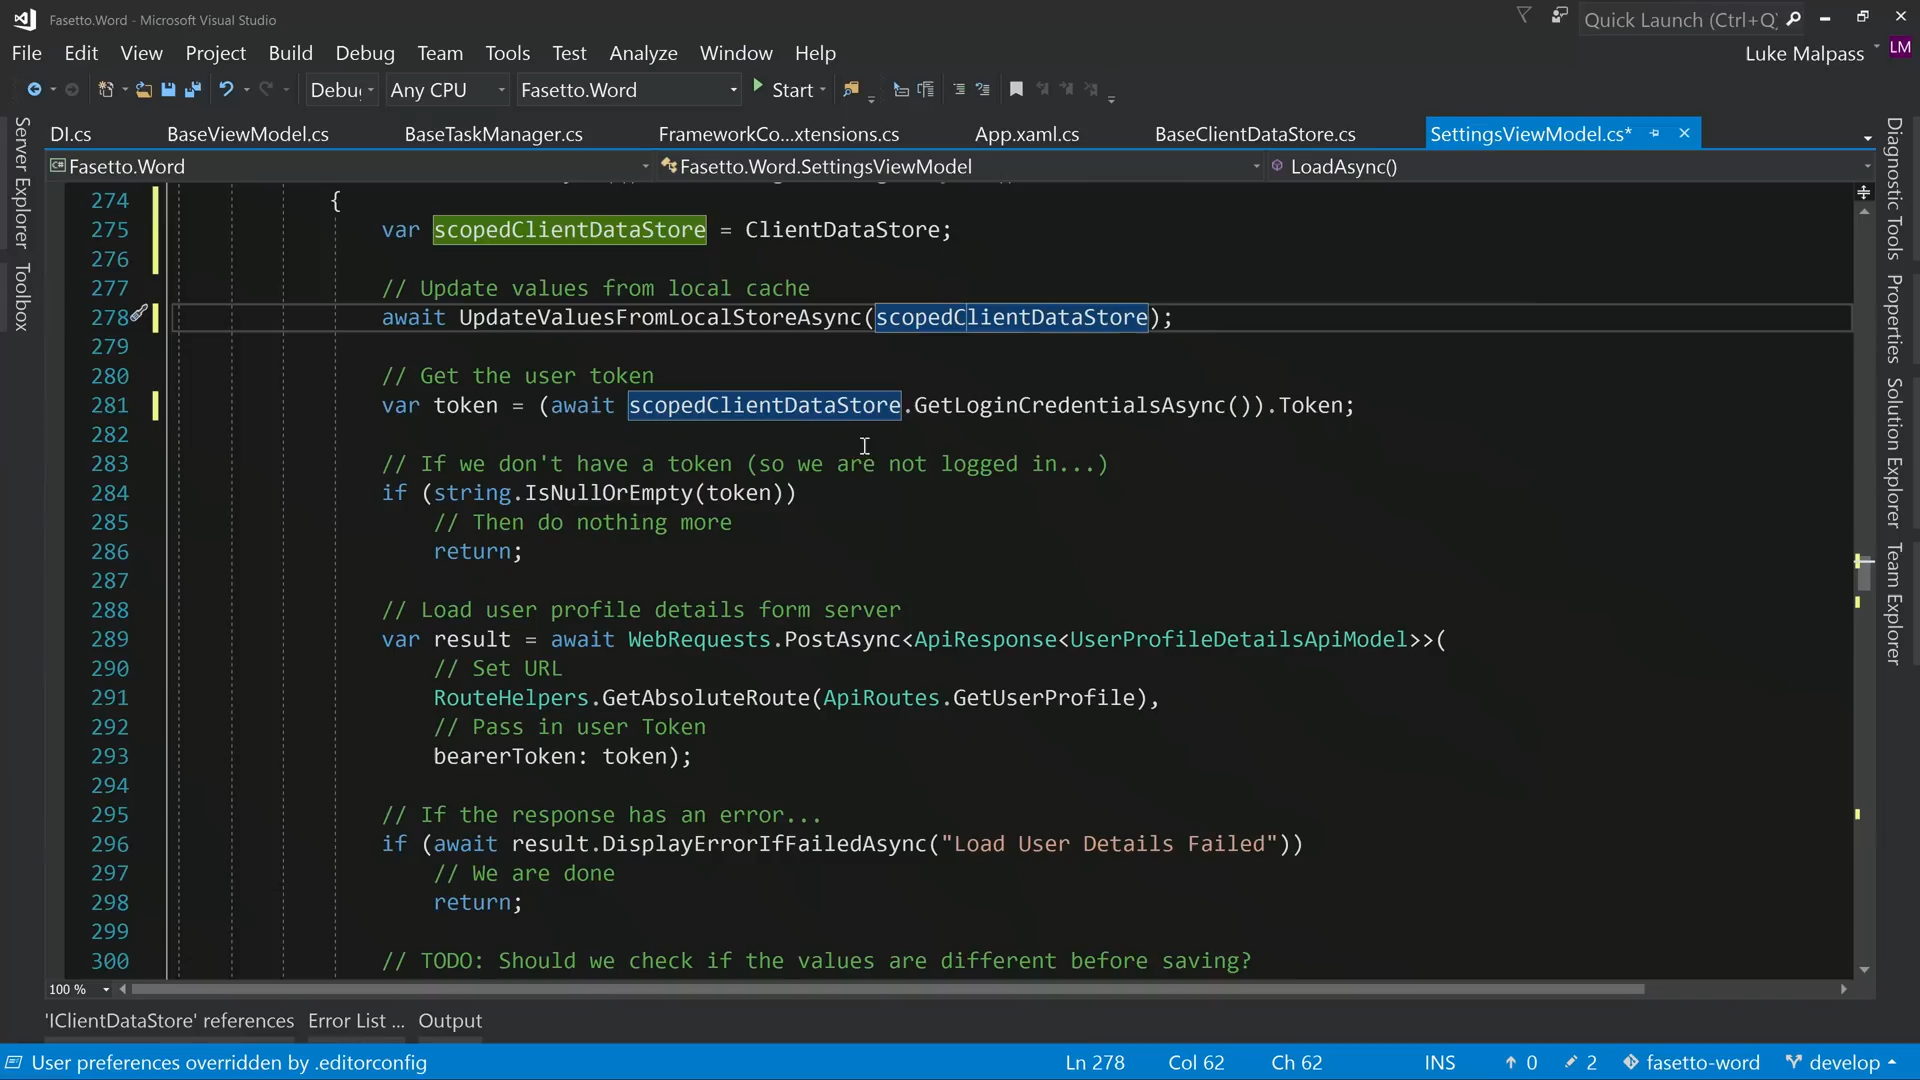 Fasetto.Word - Microsoft Visual Studio
Quick Launch (Ctrl+Q)
File Edit View Project Build Debug Team Tools Test Analyze Window Help
Luke Malpass LM
Debu Any CPU Fasetto.Word Start
DI.cs BaseViewModel.cs BaseTaskManager.cs FrameworkCo...xtensions.cs App.xaml.cs BaseClientDataStore.cs SettingsViewModel.cs*
Fasetto.Word Fasetto.Word.SettingsViewModel LoadAsync()
Server Explorer
Toolbox
Diagnostic Tools
Properties
Solution Explorer
Team Explorer
274 {
275 var scopedClientDataStore = ClientDataStore;
276
277 // Update values from local cache
278 await UpdateValuesFromLocalStoreAsync(scopedClientDataStore);
279
280 // Get the user token
281 var token = (await scopedClientDataStore.GetLoginCredentialsAsync()).Token;
282
283 // If we don't have a token (so we are not logged in...)
284 if (string.IsNullOrEmpty(token))
285 // Then do nothing more
286 return;
287
288 // Load user profile details form server
289 var result = await WebRequests.PostAsync<ApiResponse<UserProfileDetailsApiModel>>(
290 // Set URL
291 RouteHelpers.GetAbsoluteRoute(ApiRoutes.GetUserProfile),
292 // Pass in user Token
293 bearerToken: token);
294
295 // If the response has an error...
296 if (await result.DisplayErrorIfFailedAsync("Load User Details Failed"))
297 // We are done
298 return;
299
300 // TODO: Should we check if the values are different before saving?
100 %
'IClientDataStore' references Error List ... Output
User preferences overridden by .editorconfig Ln 278 Col 62 Ch 62 INS 0 2 fasetto-word develop